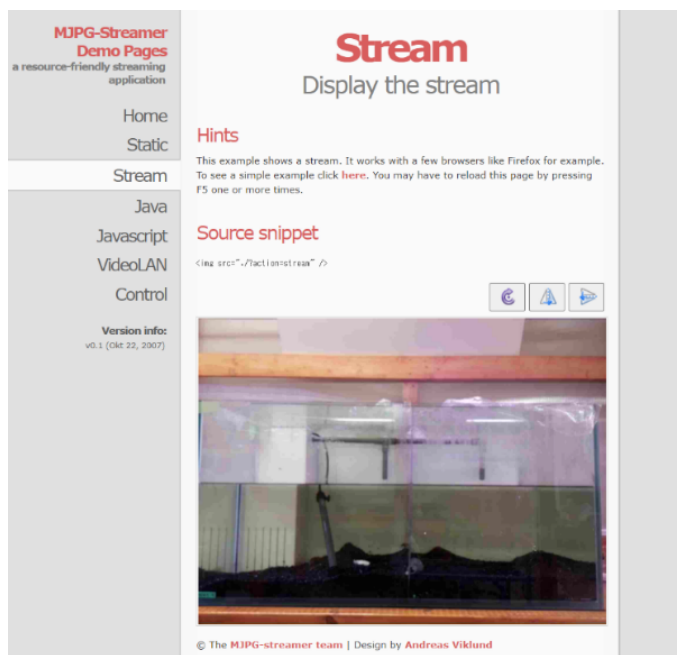 MJPG-Streamer
Demo Pages
a resource-friendly streaming
application
Home
Static
Stream
Java
Javascript
VideoLAN
Control
Version info:
v0.1 (Okt 22, 2007)
Stream
Display the stream
Hints
This example shows a stream. It works with a few browsers like Firefox for example.
To see a simple example click here. You may have to reload this page by pressing
F5 one or more times.
Source snippet
<img src="./?action=stream" />
© The MJPG-streamer team | Design by Andreas Viklund